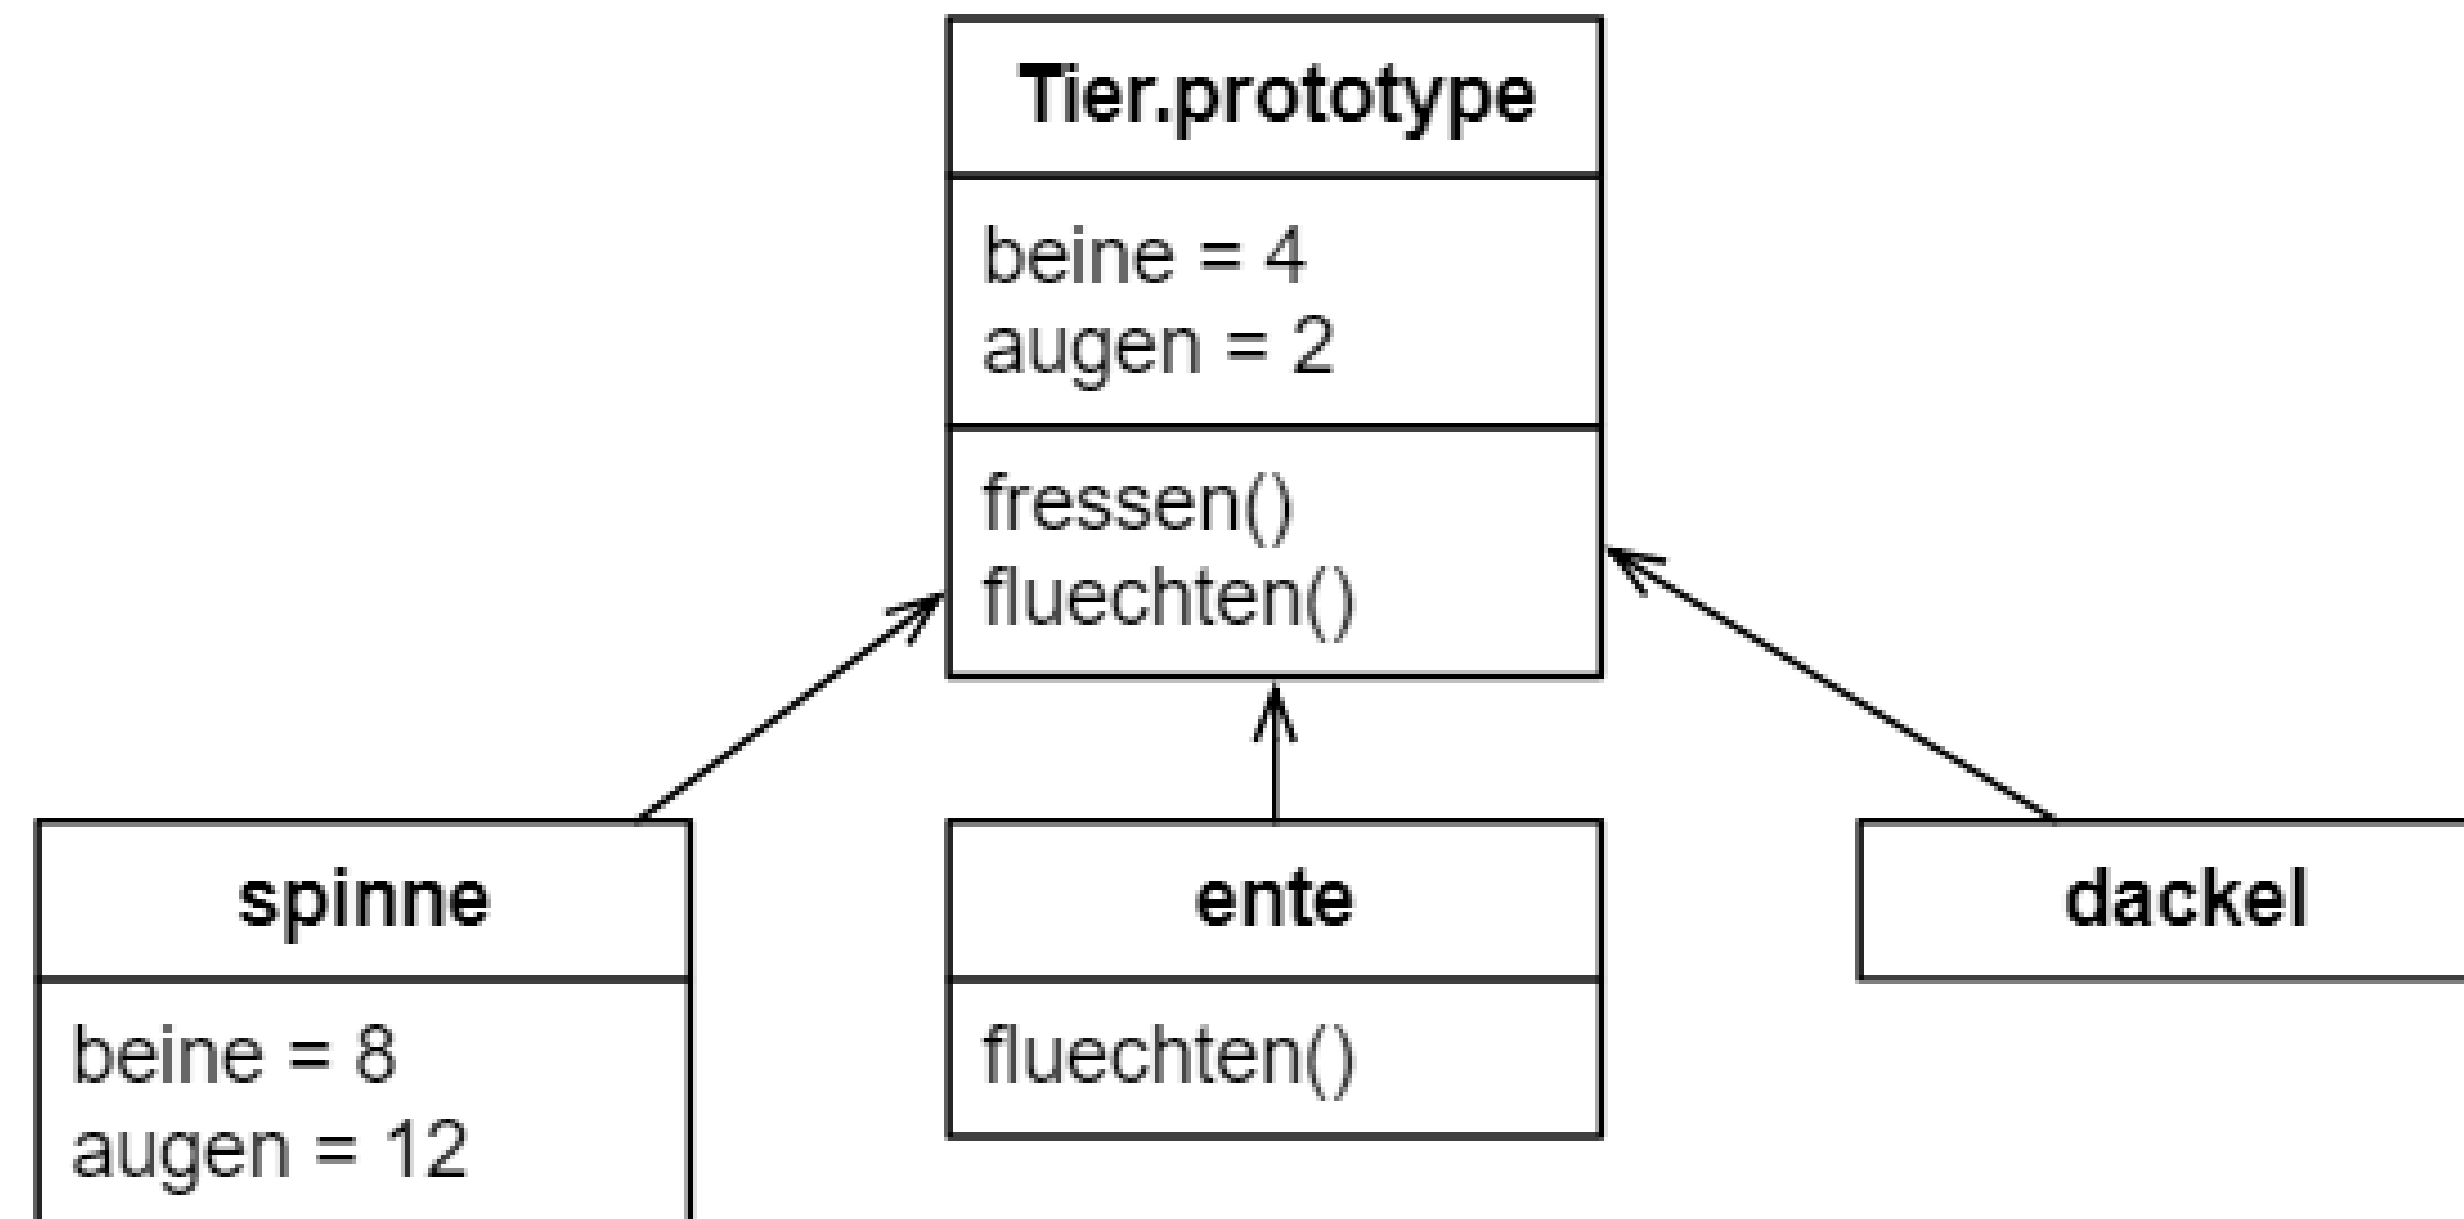 Tier.prototype
beine = 4
augen = 2
fressen()
fluechten()
spinne
beine = 8
augen = 12
ente
fluechten()
dackel